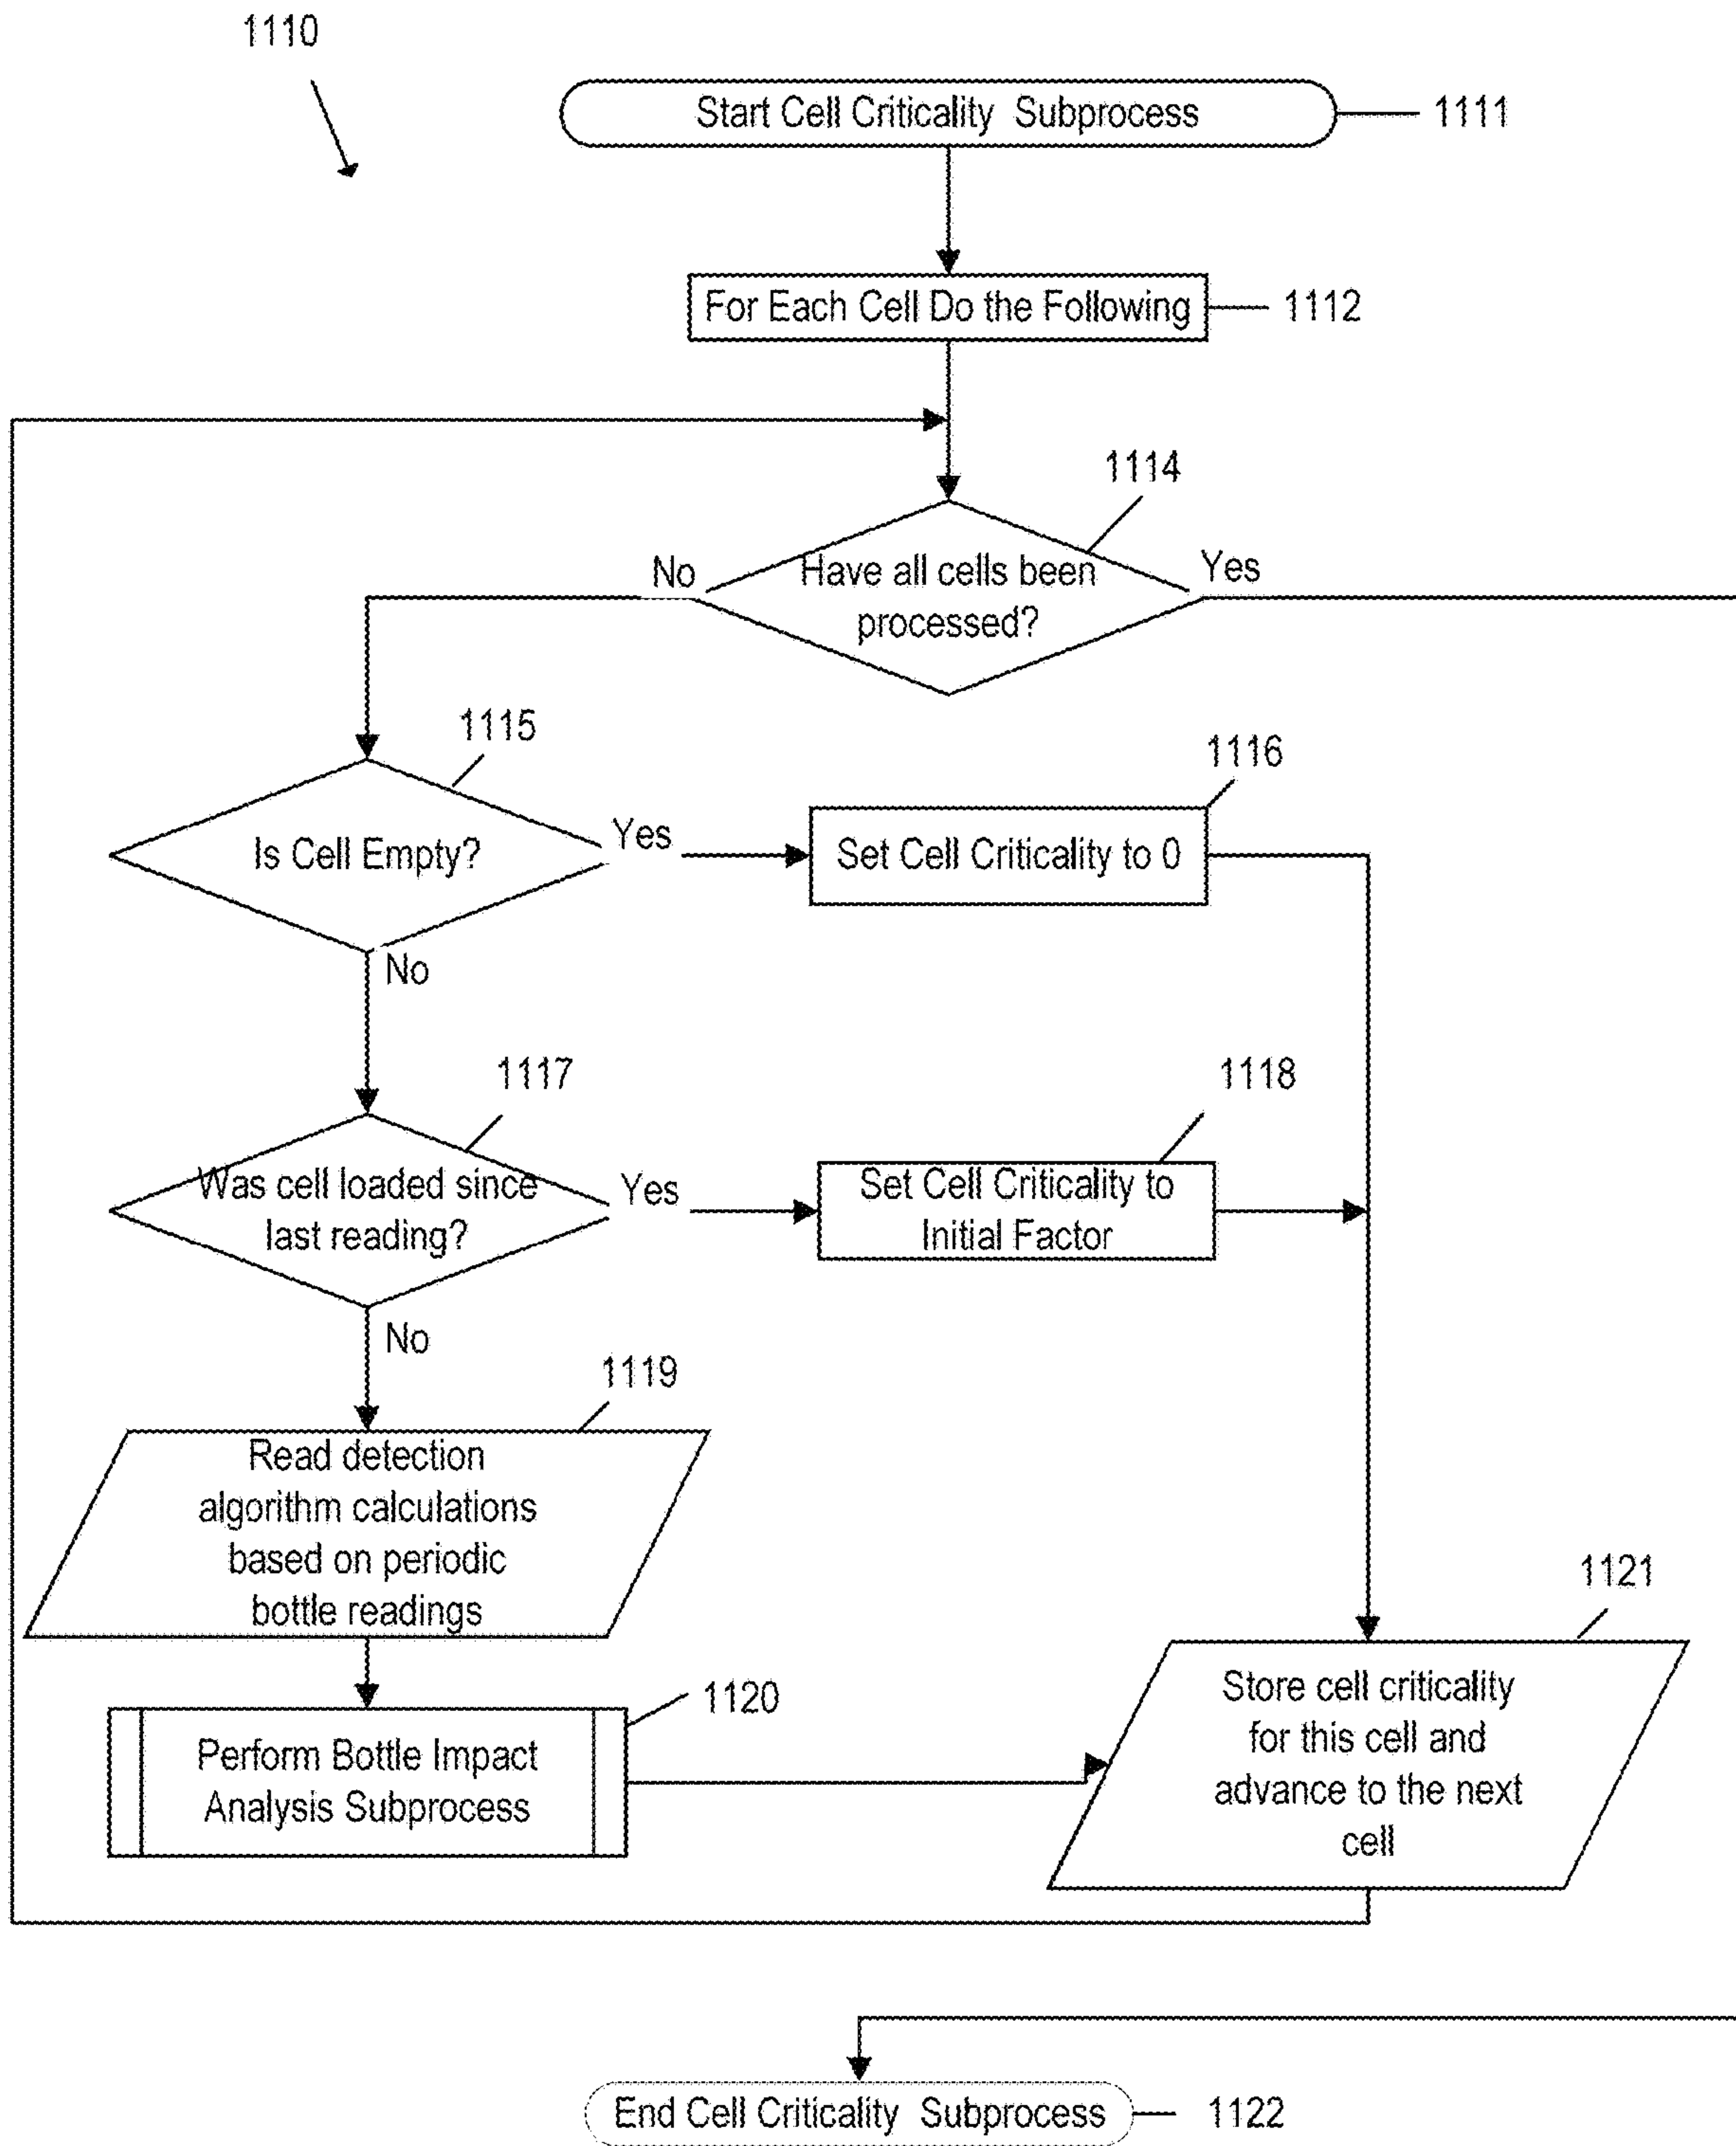 1110
Start Cell Criticality Subprocess
1111
For Each Cell Do the Following
1112
1114
No
Have all cells been
processed?
Yes
1115
Is Cell Empty?
Yes
1116
Set Cell Criticality to 0
No
1117
Was cell loaded since
last reading?
Yes
1118
Set Cell Criticality to
Initial Factor
No
1119
Read detection
algorithm calculations
based on periodic
bottle readings
1120
Perform Bottle Impact
Analysis Subprocess
1121
Store cell criticality
for this cell and
advance to the next
cell
End Cell Criticality Subprocess
1122